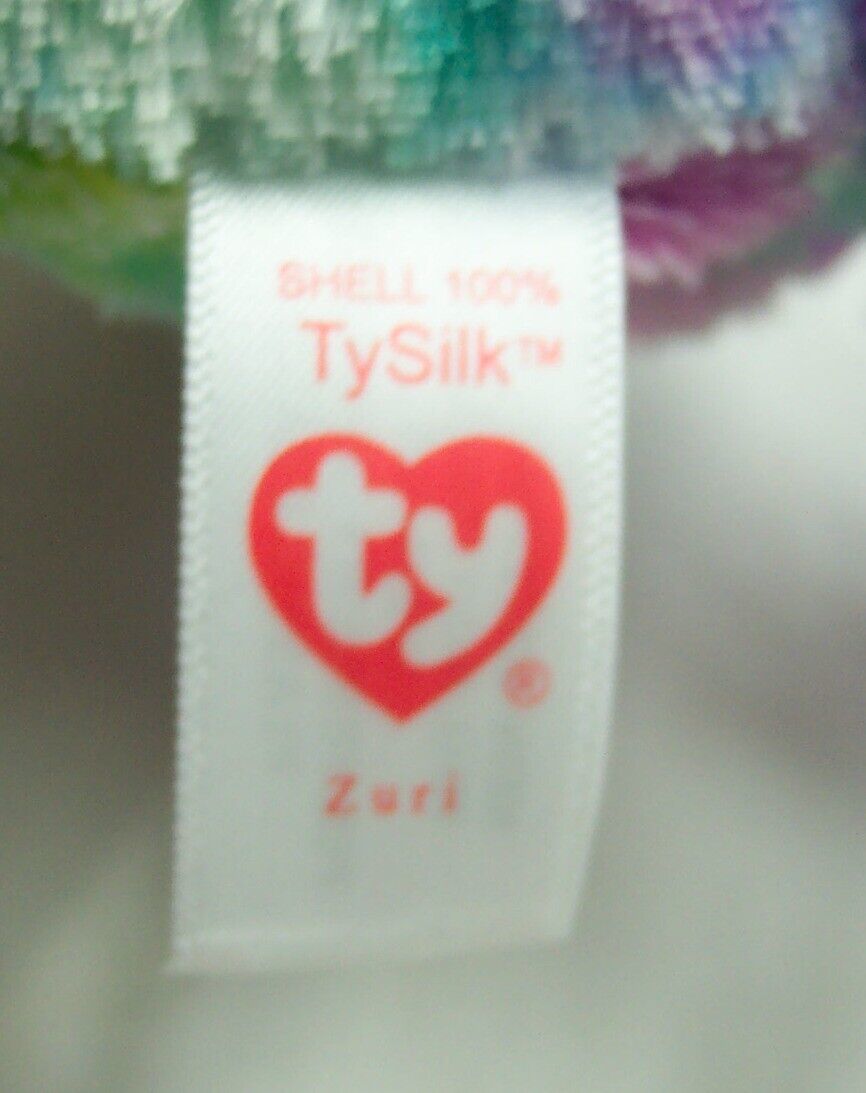 SHELL 100%
TySilk™
ty
®
Zuri